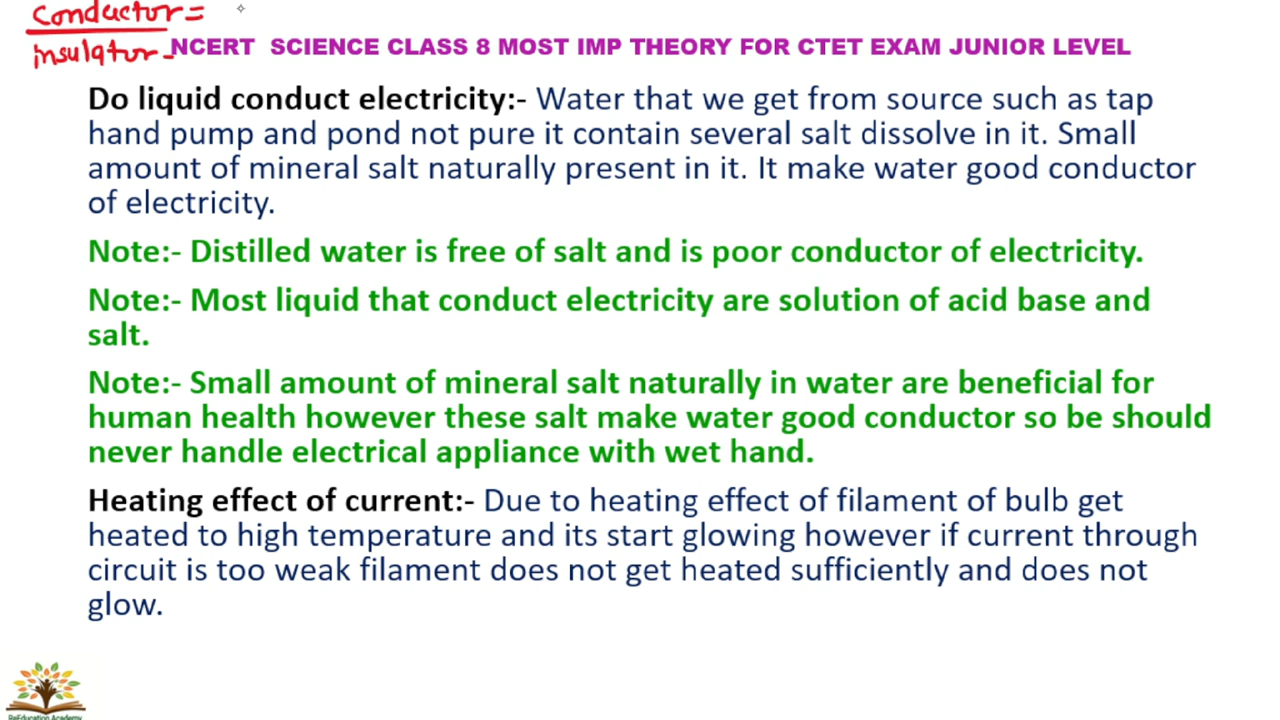 conductor =
insulator -
NCERT SCIENCE CLASS 8 MOST IMP THEORY FOR CTET EXAM JUNIOR LEVEL
Do liquid conduct electricity:- Water that we get from source such as tap
hand pump and pond not pure it contain several salt dissolve in it. Small
amount of mineral salt naturally present in it. It make water good conductor
of electricity.
Note:- Distilled water is free of salt and is poor conductor of electricity.
Note:- Most liquid that conduct electricity are solution of acid base and
salt.
Note:- Small amount of mineral salt naturally in water are beneficial for
human health however these salt make water good conductor so be should
never handle electrical appliance with wet hand.
Heating effect of current:- Due to heating effect of filament of bulb get
heated to high temperature and its start glowing however if current through
circuit is too weak filament does not get heated sufficiently and does not
glow.
ReEducation Academy